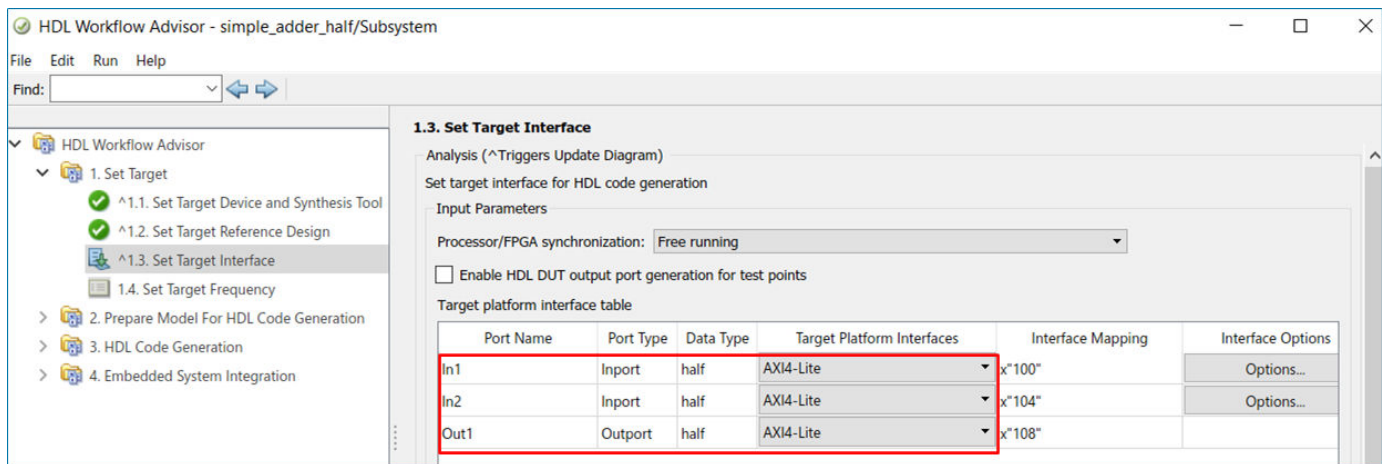 HDL Workflow Advisor - simple_adder_half/Subsystem
File Edit Run Help
Find:
HDL Workflow Advisor
1. Set Target
^1.1. Set Target Device and Synthesis Tool
^1.2. Set Target Reference Design
^1.3. Set Target Interface
1.4. Set Target Frequency
2. Prepare Model For HDL Code Generation
3. HDL Code Generation
4. Embedded System Integration
1.3. Set Target Interface
Analysis (^Triggers Update Diagram)
Set target interface for HDL code generation
Input Parameters
Processor/FPGA synchronization: Free running
Enable HDL DUT output port generation for test points
Target platform interface table
Port Name Port Type Data Type Target Platform Interfaces Interface Mapping Interface Options
In1 Inport half AXI4-Lite x"100" Options...
In2 Inport half AXI4-Lite x"104" Options...
Out1 Outport half AXI4-Lite x"108"